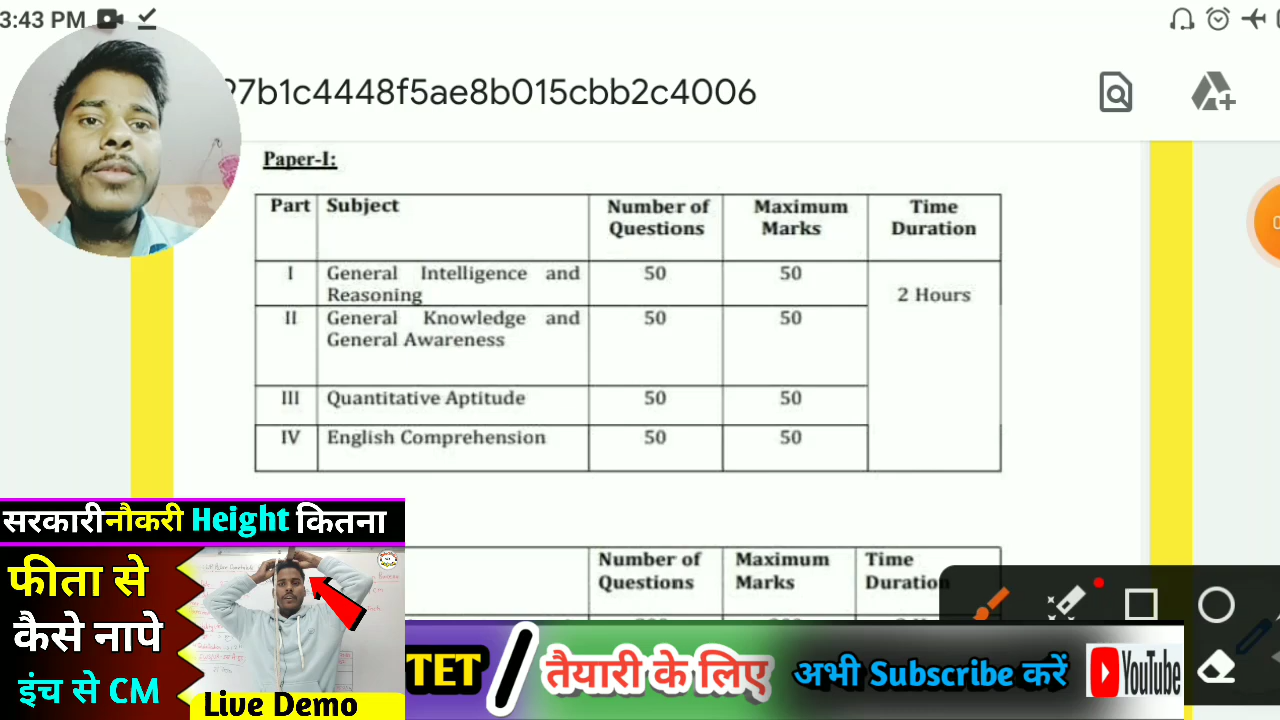 3:43 PM
97b1c4448f5ae8b015cbb2c4006
Paper-I:
Part Subject Number of Questions Maximum Marks Time Duration
I General Intelligence and Reasoning 50 50 2 Hours
II General Knowledge and General Awareness 50 50
III Quantitative Aptitude 50 50
IV English Comprehension 50 50
Number of Questions Maximum Marks Time Duration
सरकारी नौकरी Height कितना
फीता से
कैसे नापे
इंच से CM
Live Demo
TET / तैयारी के लिए अभी Subscribe करें YouTube